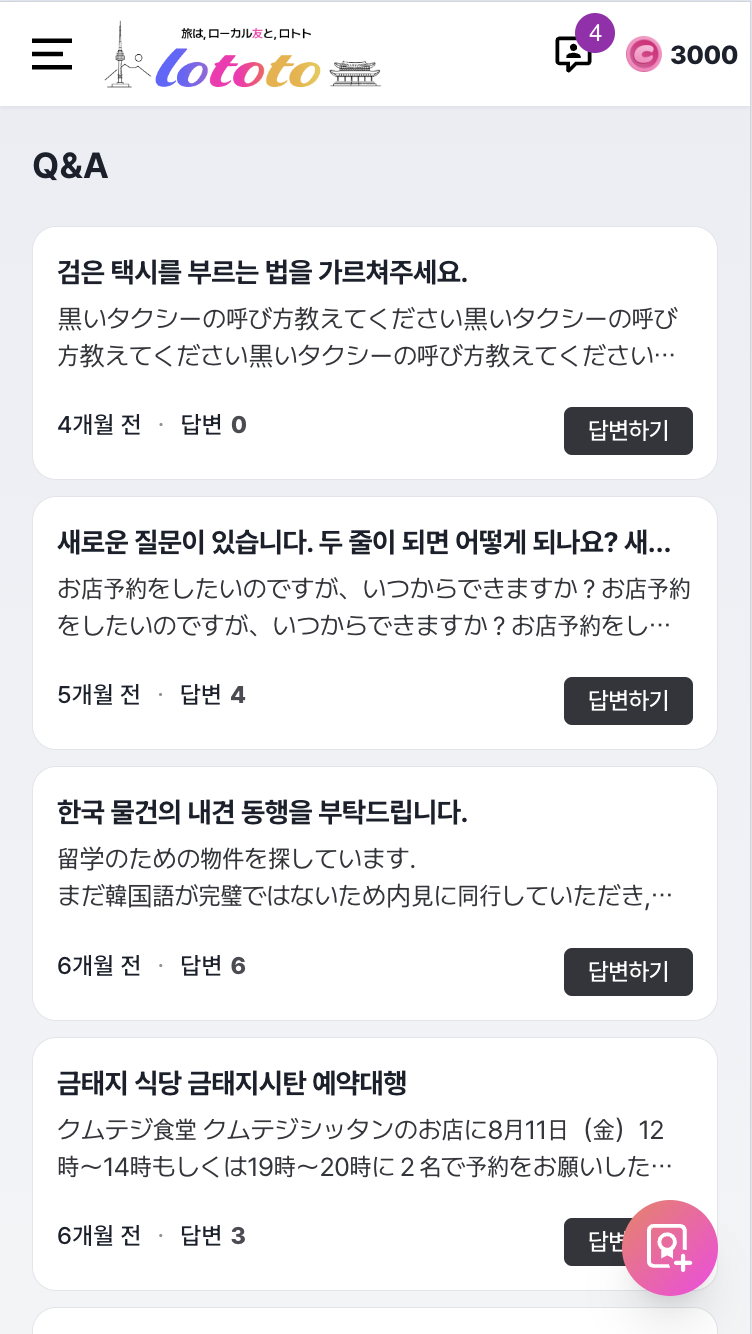 旅は, ローカル友と, ロトト
lototo
4
3000
Q&A
검은 택시를 부르는 법을 가르쳐주세요.
黒いタクシーの呼び方教えてください黒いタクシーの呼び
方教えてください黒いタクシーの呼び方教えてください…
4개월 전 · 답변 0
답변하기
새로운 질문이 있습니다. 두 줄이 되면 어떻게 되나요? 새...
お店予約をしたいのですが、いつからできますか？お店予約
をしたいのですが、いつからできますか？お店予約をし…
5개월 전 · 답변 4
답변하기
한국 물건의 내견 동행을 부탁드립니다.
留学のための物件を探しています.
まだ韓国語が完璧ではないため内見に同行していただき,…
6개월 전 · 답변 6
답변하기
금태지 식당 금태지시탄 예약대행
クムテジ食堂 クムテジシッタンのお店に8月11日（金）12
時〜14時もしくは19時〜20時に２名で予約をお願いした…
6개월 전 · 답변 3
답변